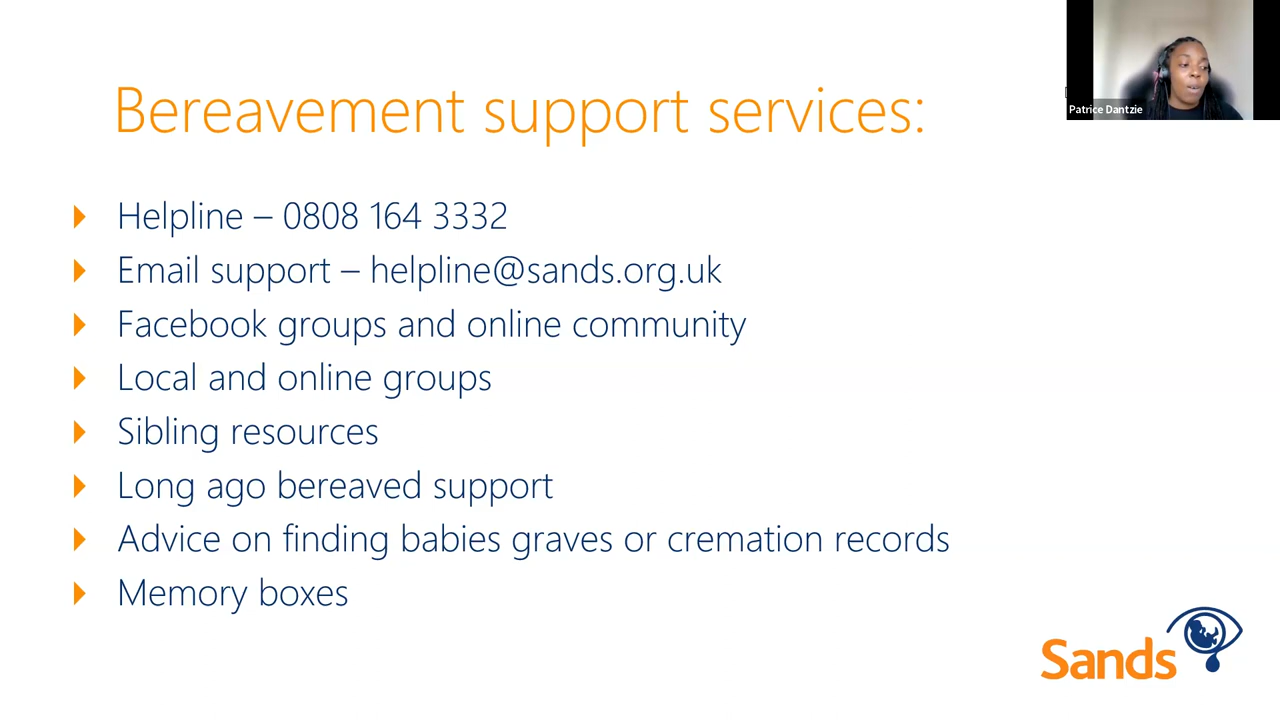 Bereavement support services:
Patrice Dantzie
Helpline – 0808 164 3332
Email support – helpline@sands.org.uk
Facebook groups and online community
Local and online groups
Sibling resources
Long ago bereaved support
Advice on finding babies graves or cremation records
Memory boxes
Sands